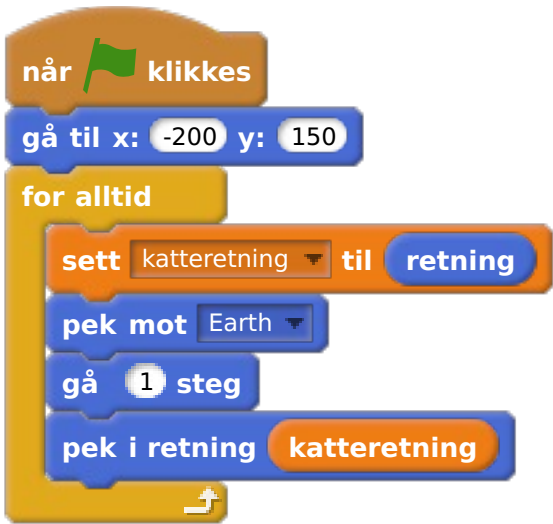 når klikkes
gå til x: -200 y: 150
for alltid
sett katteretning til retning
pek mot Earth
gå 1 steg
pek i retning katteretning